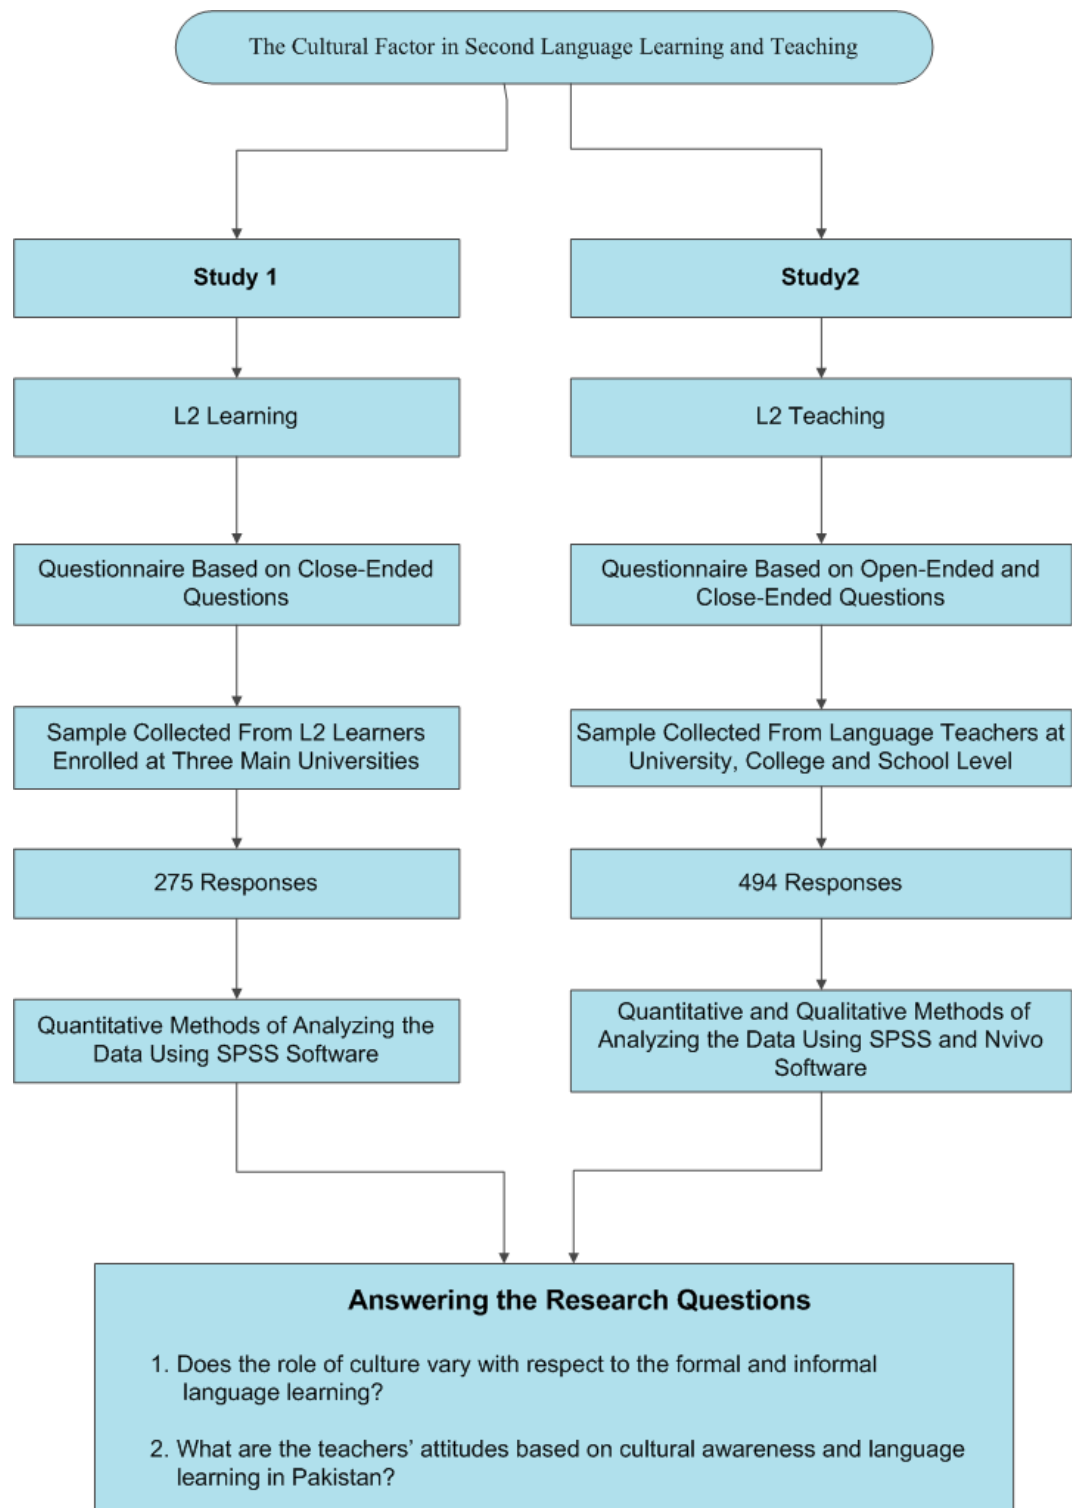 The Cultural Factor in Second Language Learning and Teaching
Study 1
Study2
L2 Learning
L2 Teaching
Questionnaire Based on Close-Ended
Questions
Questionnaire Based on Open-Ended and
Close-Ended Questions
Sample Collected From L2 Learners
Enrolled at Three Main Universities
Sample Collected From Language Teachers at
University, College and School Level
275 Responses
494 Responses
Quantitative Methods of Analyzing the
Data Using SPSS Software
Quantitative and Qualitative Methods of
Analyzing the Data Using SPSS and Nvivo
Software
Answering the Research Questions
1. Does the role of culture vary with respect to the formal and informal
language learning?
2. What are the teachers’ attitudes based on cultural awareness and language
learning in Pakistan?